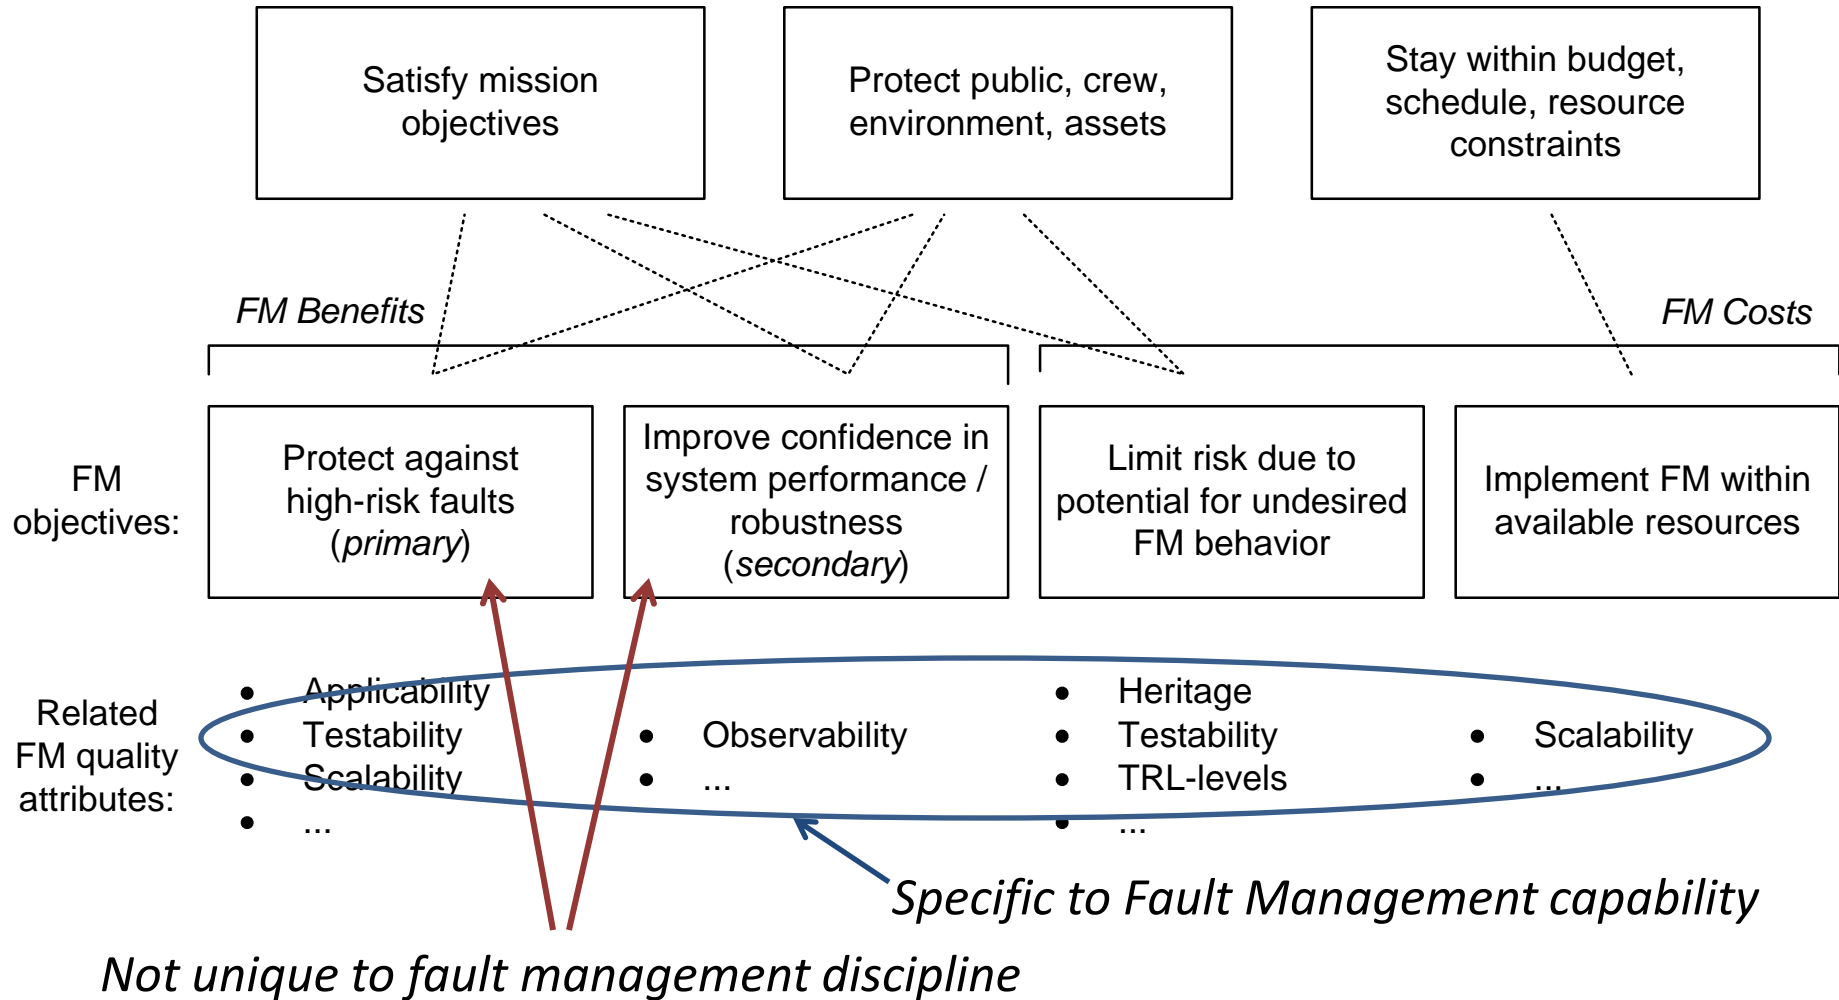 Satisfy mission
objectives
Protect public, crew,
environment, assets
Stay within budget,
schedule, resource
constraints
FM Benefits
FM Costs
FM
objectives:
Protect against
high-risk faults
(primary)
Improve confidence in
system performance /
robustness
(secondary)
Limit risk due to
potential for undesired
FM behavior
Implement FM within
available resources
Related
FM quality
attributes:
• Applicability
• Testability
• Scalability
• ...
• Observability
• ...
• Heritage
• Testability
• TRL-levels
• ...
• Scalability
• ...
Specific to Fault Management capability
Not unique to fault management discipline